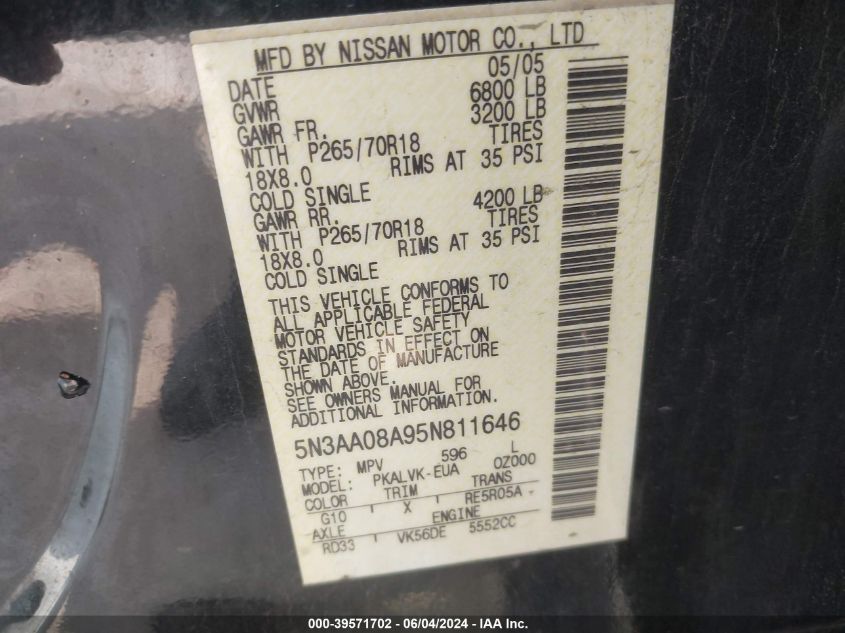 MFD BY NISSAN MOTOR CO., LTD
DATE 05/05
GVWR 6800 LB
GAWR FR. 3200 LB
WITH P265/70R18 TIRES
18X8.0 RIMS AT 35 PSI
COLD SINGLE
GAWR RR. 4200 LB
WITH P265/70R18 TIRES
18X8.0 RIMS AT 35 PSI
COLD SINGLE
THIS VEHICLE CONFORMS TO
ALL APPLICABLE FEDERAL
MOTOR VEHICLE SAFETY
STANDARDS IN EFFECT ON
THE DATE OF MANUFACTURE
SHOWN ABOVE.
SEE OWNERS MANUAL FOR
ADDITIONAL INFORMATION.
5N3AA08A95N811646
TYPE: MPV 596 L
MODEL: PKALVK-EUA 0Z000
COLOR TRIM TRANS
G10 X RE5R05A
AXLE ENGINE
RD33 VK56DE 5552CC
000-39571702 - 06/04/2024 - IAA Inc.